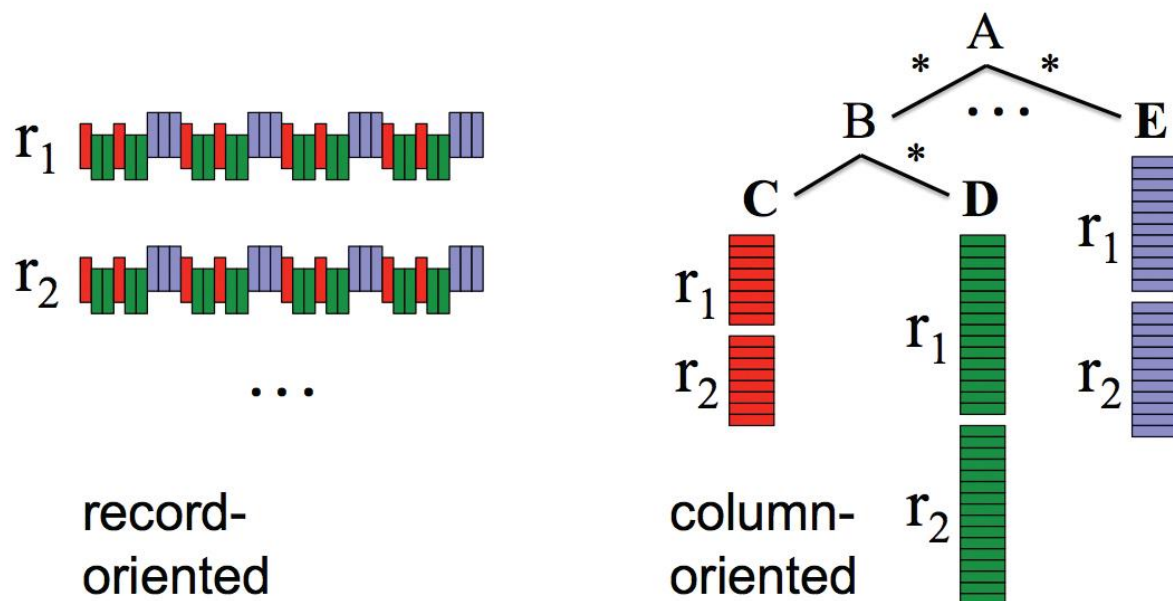 r₁
r₂
...
record-
oriented
A
* *
B ... E
*
C D
r₁ r₁ r₁
r₂ r₂ r₂
column-
oriented